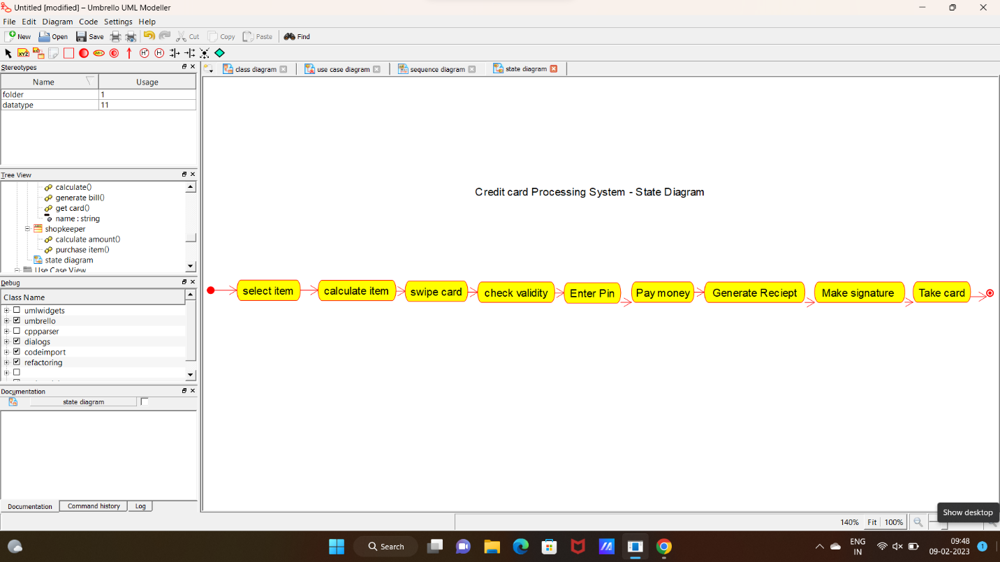 Untitled [modified] – Umbrello UML Modeller
File Edit Diagram Code Settings Help
New Open Save Cut Copy Paste Find
Stereotypes
Name Usage
folder 1
datatype 11
class diagram use case diagram sequence diagram state diagram
Tree View
calculate()
generate bill()
get card()
name : string
shopkeeper
calculate amount()
purchase item()
state diagram
Use Case View
Debug
Class Name
umlwidgets
umbrello
cppparser
dialogs
codeimport
refactoring
Documentation
state diagram
Documentation Command history Log
Credit card Processing System - State Diagram
select item calculate item swipe card check validity Enter Pin Pay money Generate Reciept Make signature Take card
140% Fit 100%
Show desktop
Search
ENG
IN
09:48
09-02-2023
1